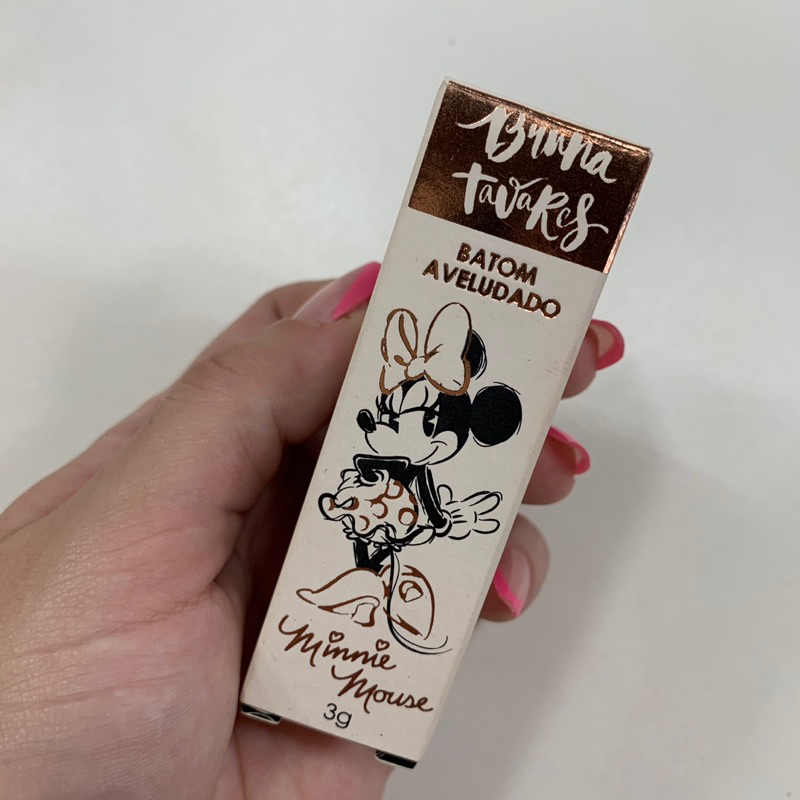 Bruna
Tavares
BATOM
AVELUDADO
Minnie
Mouse
3g